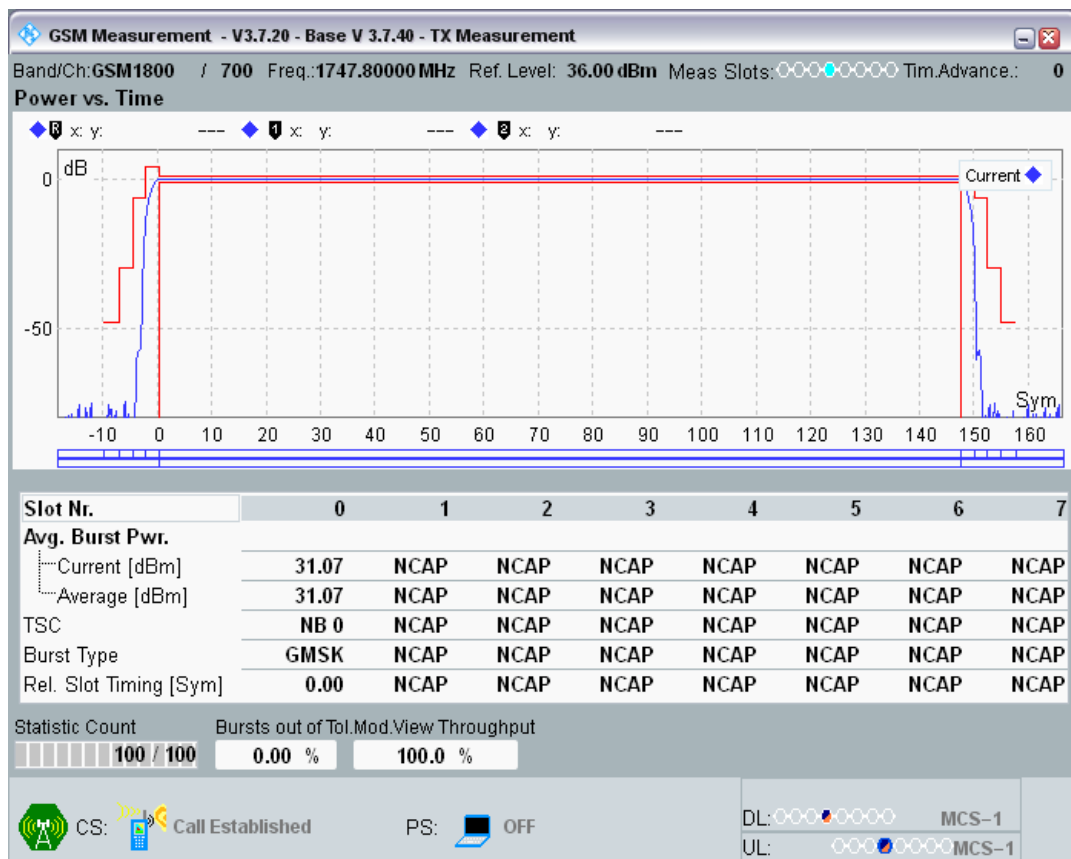 GSM Measurement - V3.7.20 - Base V 3.7.40 - TX Measurement
Band/Ch:GSM1800 / 700 Freq.:1747.80000 MHz Ref. Level: 36.00 dBm Meas Slots: Tim.Advance.: 0
Power vs. Time
R x: y: --- 1 x: y: --- 2 x: y: ---
dB
Current
0
-50
Sym
-10 0 10 20 30 40 50 60 70 80 90 100 110 120 130 140 150 160
Slot Nr. 0 1 2 3 4 5 6 7
Avg. Burst Pwr.
Current [dBm] 31.07 NCAP NCAP NCAP NCAP NCAP NCAP NCAP
Average [dBm] 31.07 NCAP NCAP NCAP NCAP NCAP NCAP NCAP
TSC NB 0 NCAP NCAP NCAP NCAP NCAP NCAP NCAP
Burst Type GMSK NCAP NCAP NCAP NCAP NCAP NCAP NCAP
Rel. Slot Timing [Sym] 0.00 NCAP NCAP NCAP NCAP NCAP NCAP NCAP
Statistic Count Bursts out of Tol. Mod.View Throughput
100 / 100 0.00 % 100.0 %
CS: Call Established PS: OFF
DL: MCS-1
UL: MCS-1